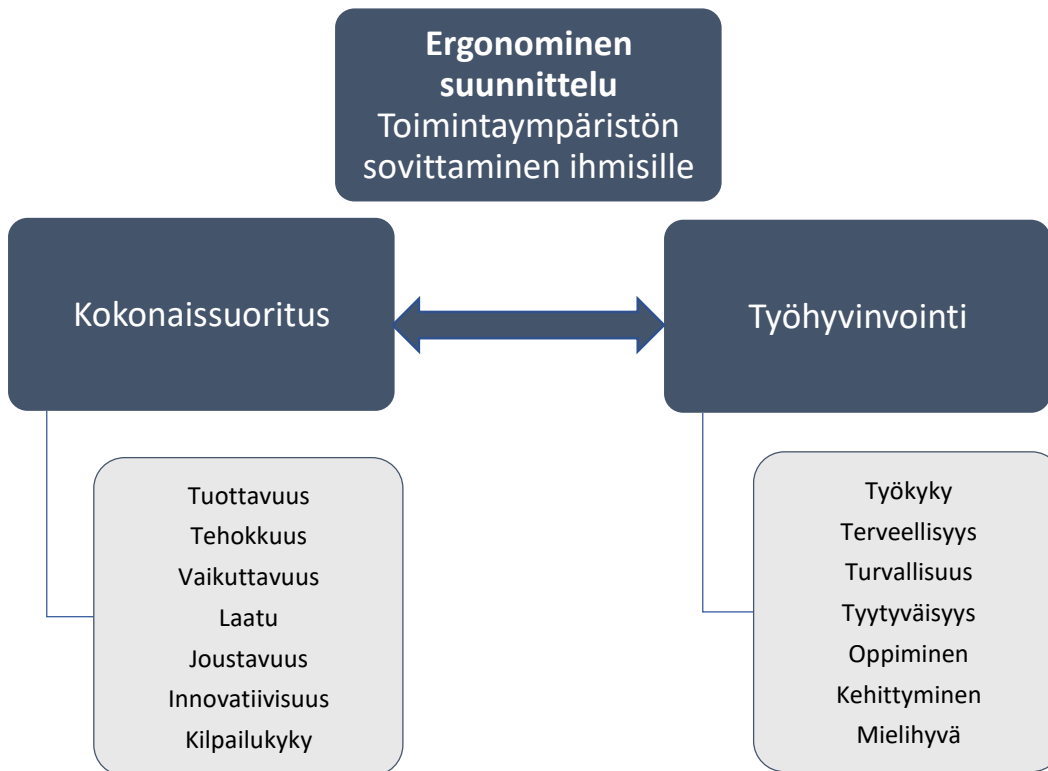 Ergonominen
suunnittelu
Toimintaympäristön
sovittaminen ihmisille
Kokonaissuoritus
Työhyvinvointi
Tuottavuus
Tehokkuus
Vaikuttavuus
Laatu
Joustavuus
Innovatiivisuus
Kilpailukyky
Työkyky
Terveellisyys
Turvallisuus
Tyytyväisyys
Oppiminen
Kehittyminen
Mielihyvä